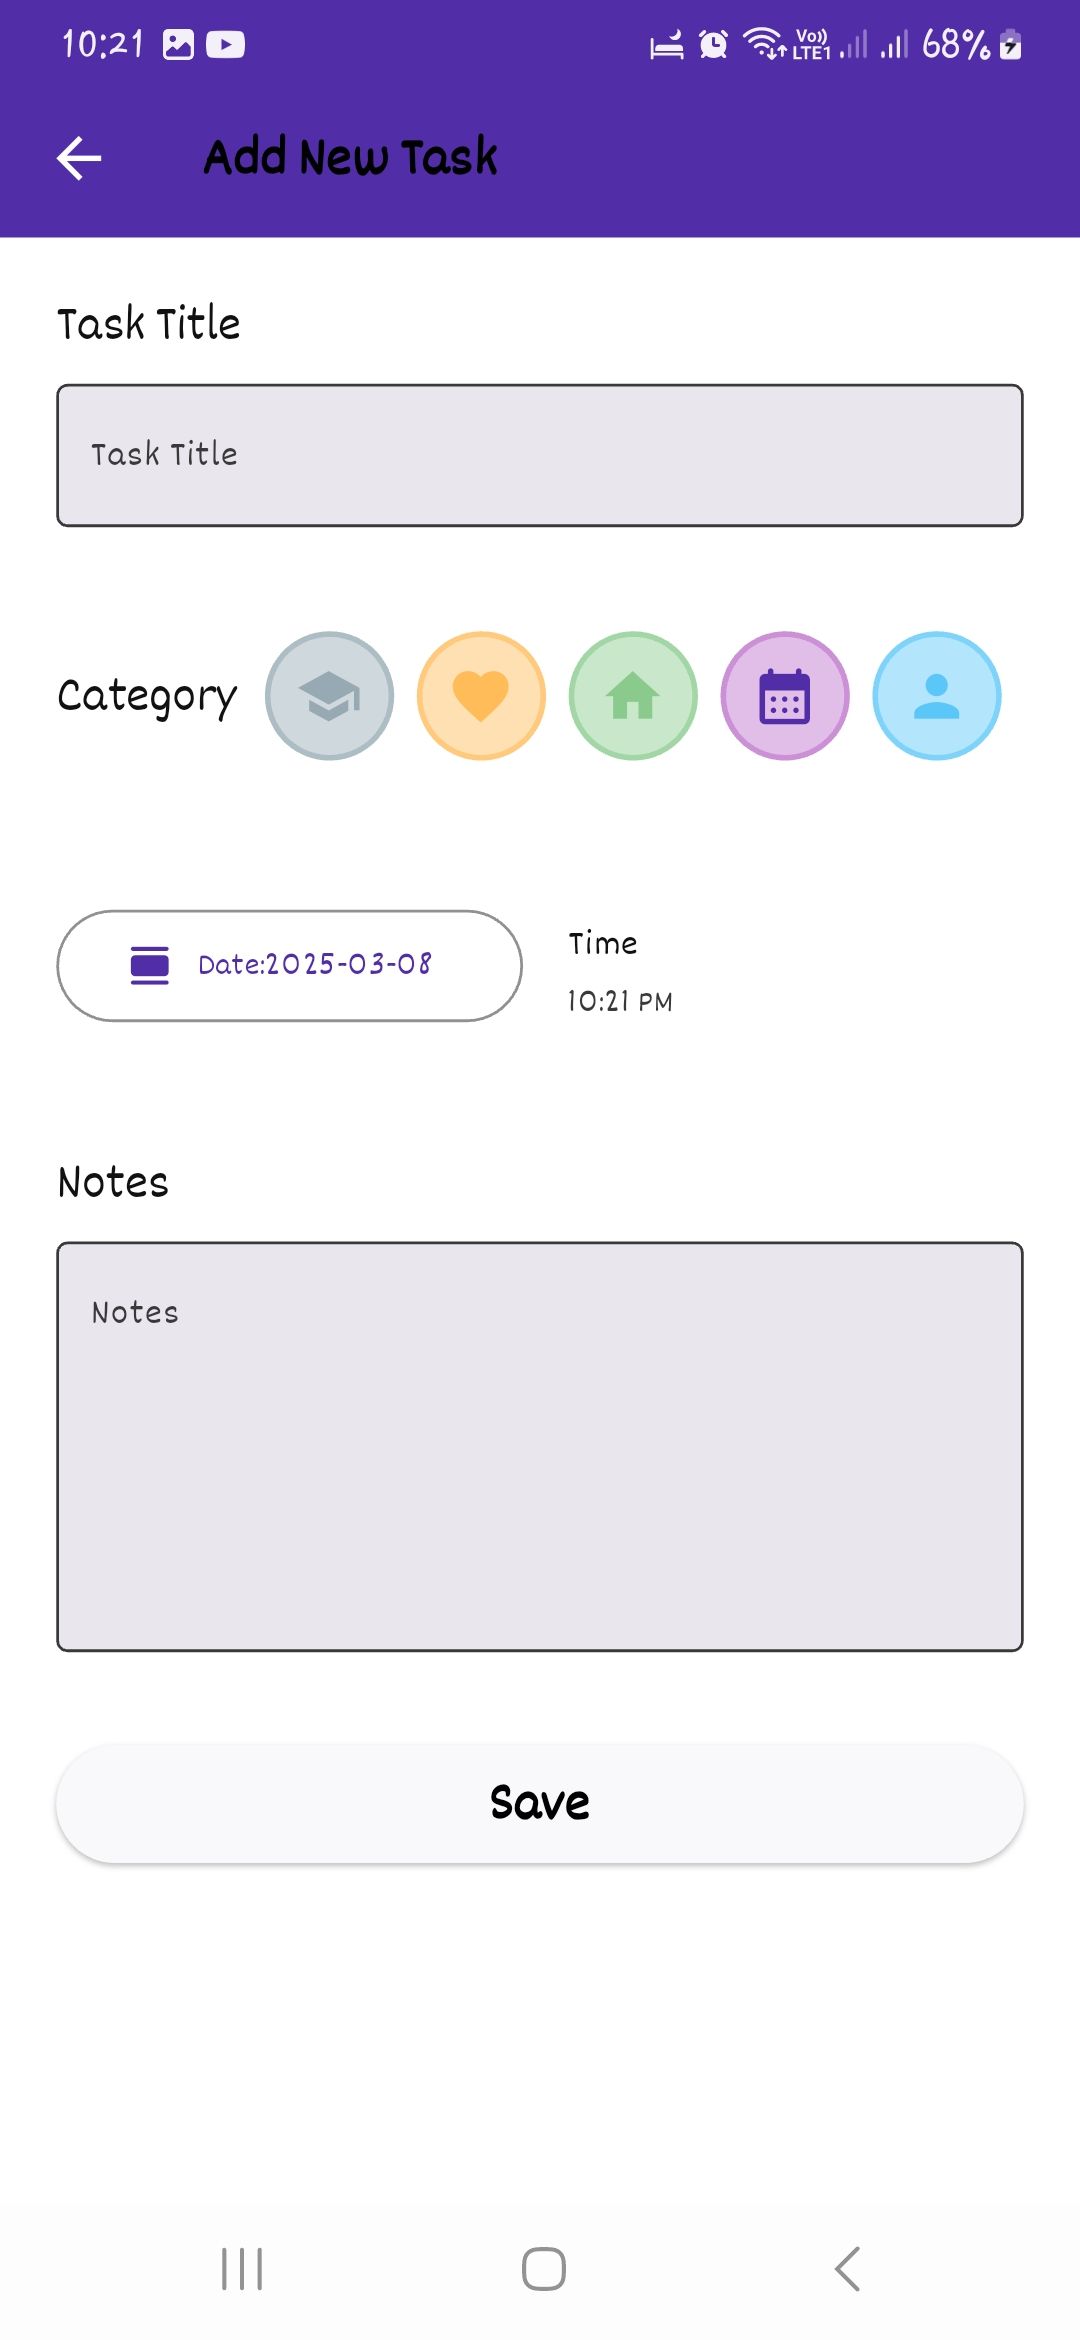 10:21 Vo)) LTE1 68%
Add New Task
Task Title
Task Title
Category
Date:2025-03-08
Time
10:21 PM
Notes
Notes
Save